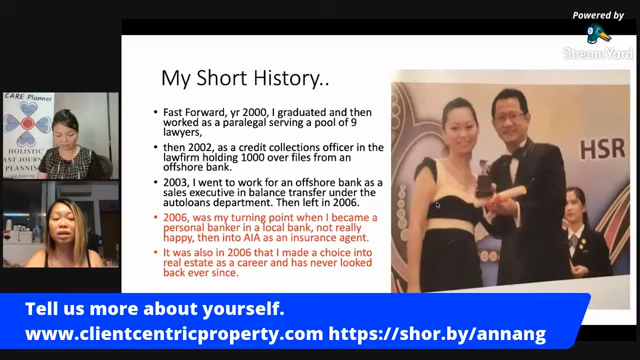 Powered by
StreamYard
My Short History..
• Fast Forward, yr 2000, I graduated and then
worked as a paralegal serving a pool of 9
lawyers,
• then 2002, as a credit collections officer in the
lawfirm holding 1000 over files from an
offshore bank.
• 2003, I went to work for an offshore bank as a
sales executive in balance transfer under the
autoloans department. Then left in 2006.
• 2006, was my turning point when I became a
personal banker in a local bank, not really
happy, then into AIA as an insurance agent.
• It was also in 2006 that I made a choice into
real estate as a career and has never looked
back ever since.
HSR
CARE Planner
HOLISTIC
PLANNING
Tell us more about yourself.
www.clientcentricproperty.com https://shor.by/annang